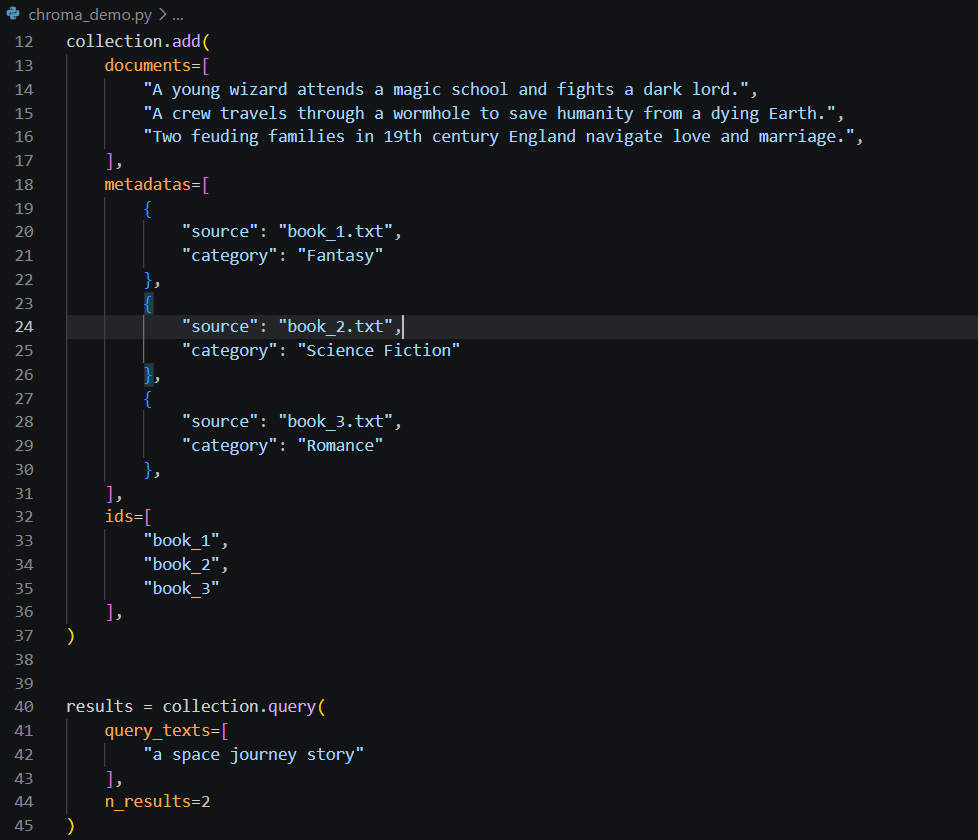 chroma_demo.py > ...
12 collection.add(
13     documents=[
14         "A young wizard attends a magic school and fights a dark lord.",
15         "A crew travels through a wormhole to save humanity from a dying Earth.",
16         "Two feuding families in 19th century England navigate love and marriage.",
17     ],
18     metadatas=[
19         {
20             "source": "book_1.txt",
21             "category": "Fantasy"
22         },
23         {
24             "source": "book_2.txt",
25             "category": "Science Fiction"
26         },
27         {
28             "source": "book_3.txt",
29             "category": "Romance"
30         },
31     ],
32     ids=[
33         "book_1",
34         "book_2",
35         "book_3"
36     ],
37 )
38
39
40 results = collection.query(
41     query_texts=[
42         "a space journey story"
43     ],
44     n_results=2
45 )